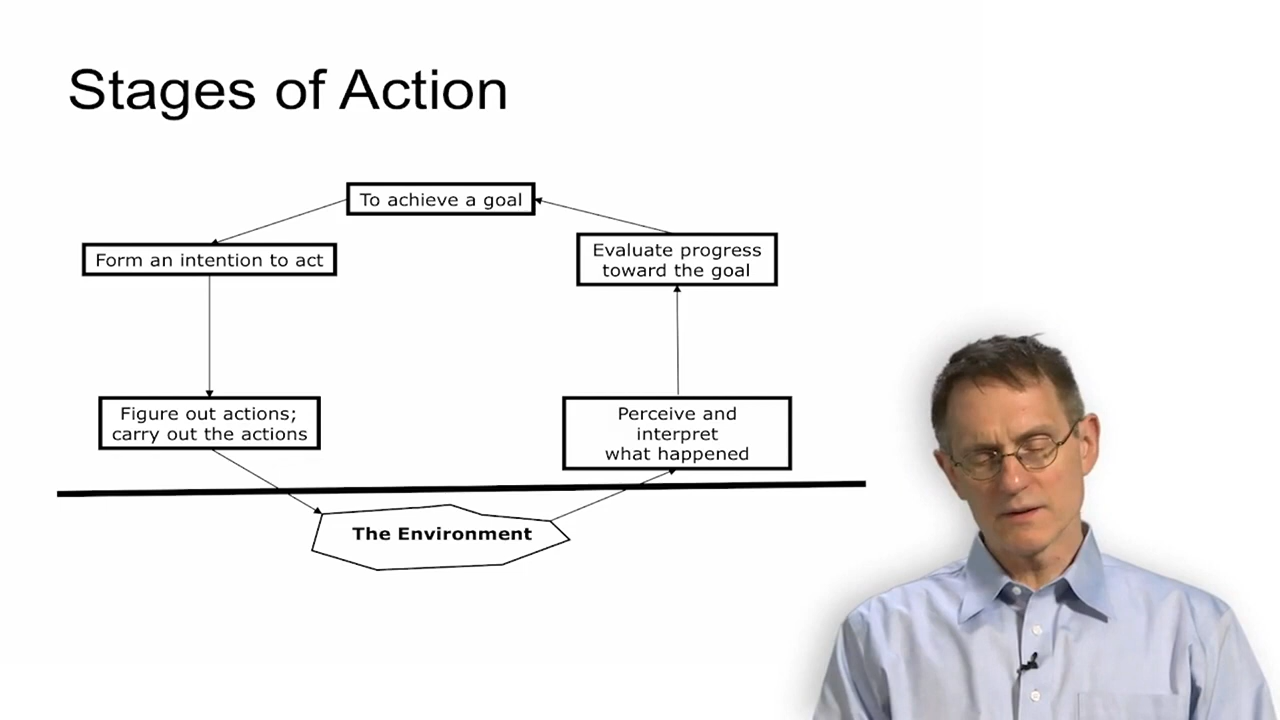 Stages of Action
To achieve a goal
Form an intention to act
Evaluate progress
toward the goal
Figure out actions;
carry out the actions
Perceive and
interpret
what happened
The Environment